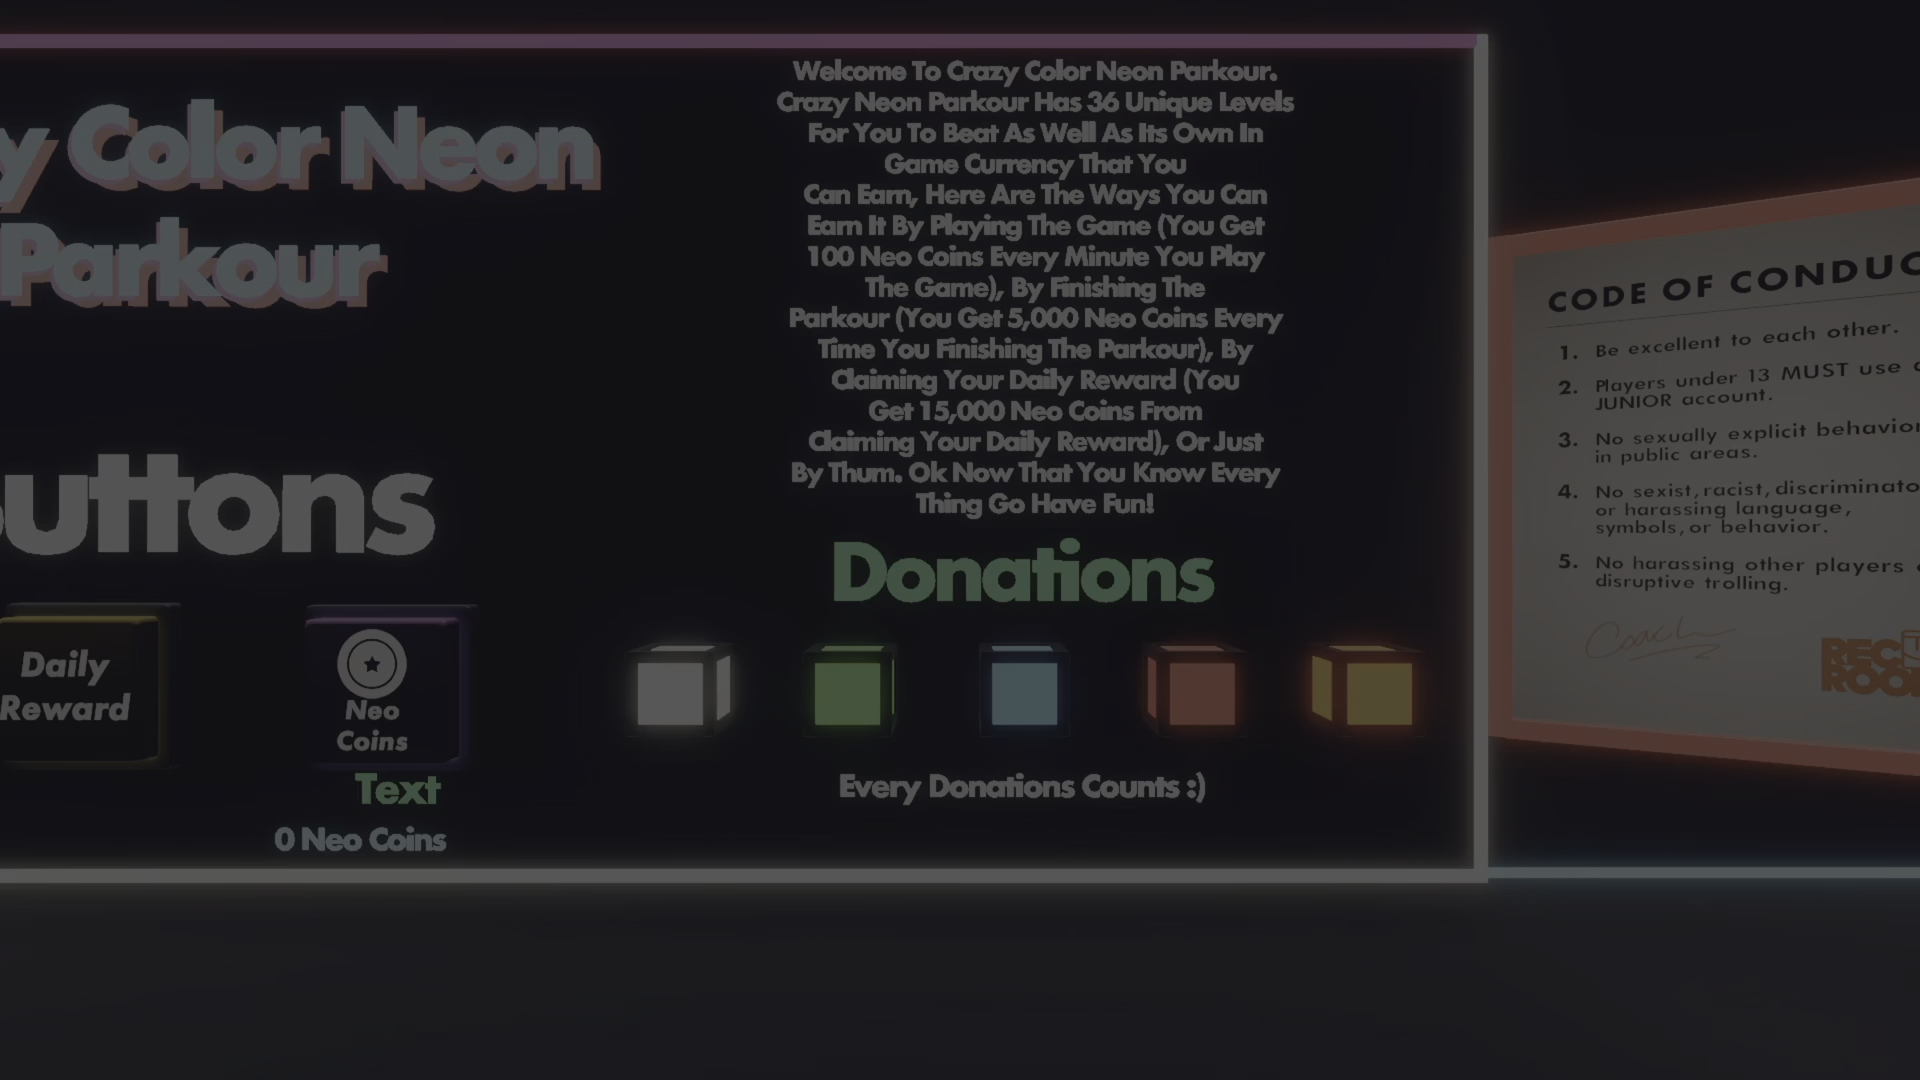 y Color Neon
Parkour
uttons
Daily
Reward
Neo
Coins
Text
0 Neo Coins
Welcome To Crazy Color Neon Parkour.
Crazy Neon Parkour Has 36 Unique Levels
For You To Beat As Well As Its Own In
Game Currency That You
Can Earn, Here Are The Ways You Can
Earn It By Playing The Game (You Get
100 Neo Coins Every Minute You Play
The Game), By Finishing The
Parkour (You Get 5,000 Neo Coins Every
Time You Finishing The Parkour), By
Claiming Your Daily Reward (You
Get 15,000 Neo Coins From
Claiming Your Daily Reward), Or Just
By Thum. Ok Now That You Know Every
Thing Go Have Fun!
Donations
Every Donations Counts :)
CODE OF CONDUC
1. Be excellent to each other.
2. Players under 13 MUST use
JUNIOR account.
3. No sexually explicit behavior
in public areas.
4. No sexist, racist, discriminato
or harassing language,
symbols, or behavior.
5. No harassing other players
disruptive trolling.
Coach
REC
ROOM